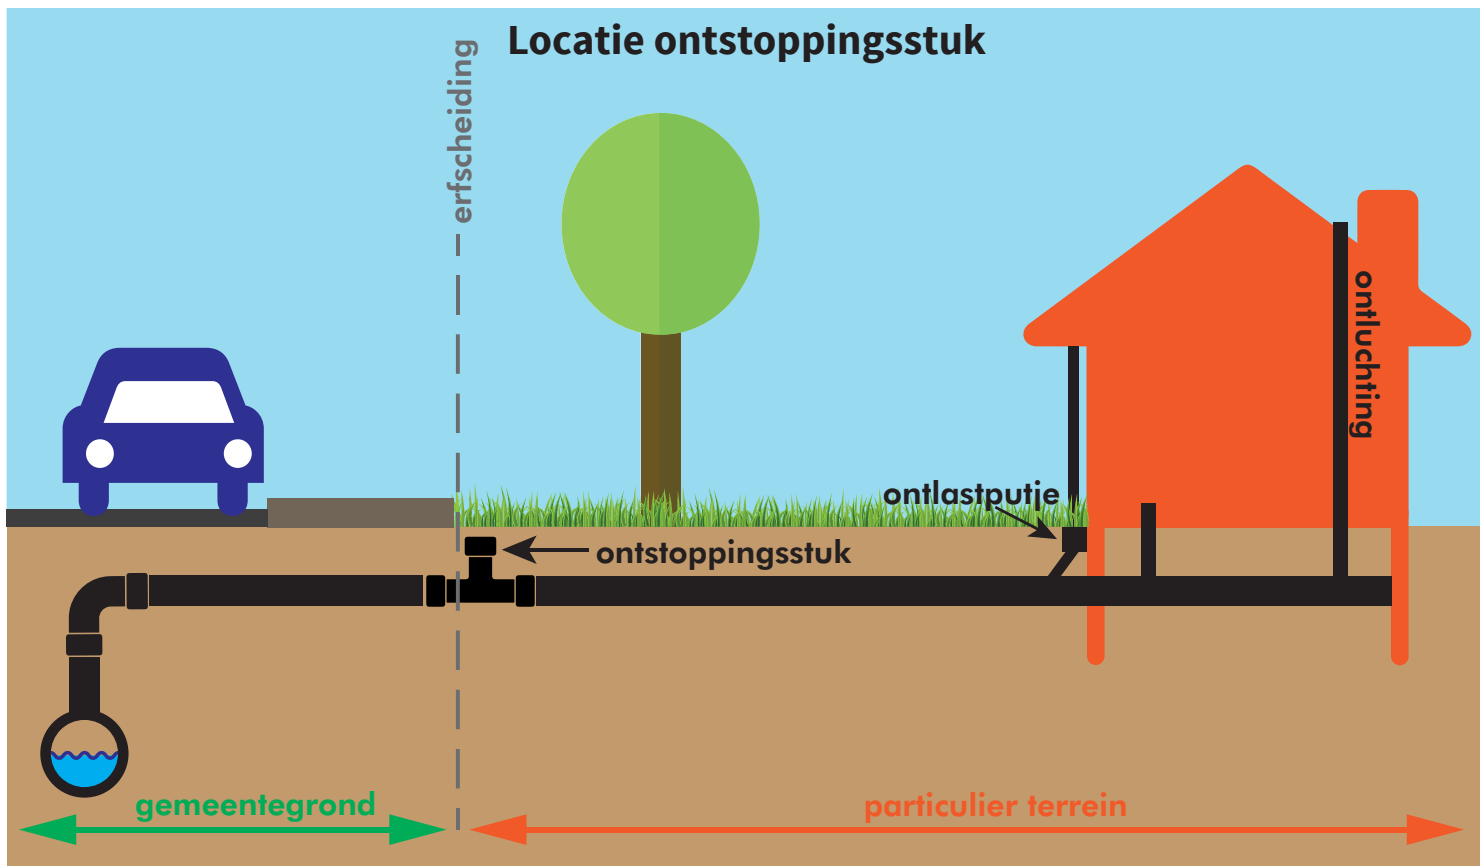 Locatie ontstoppingsstuk
erfscheiding
ontluchting
ontlastputje
ontstoppingsstuk
gemeentegrond
particulier terrein